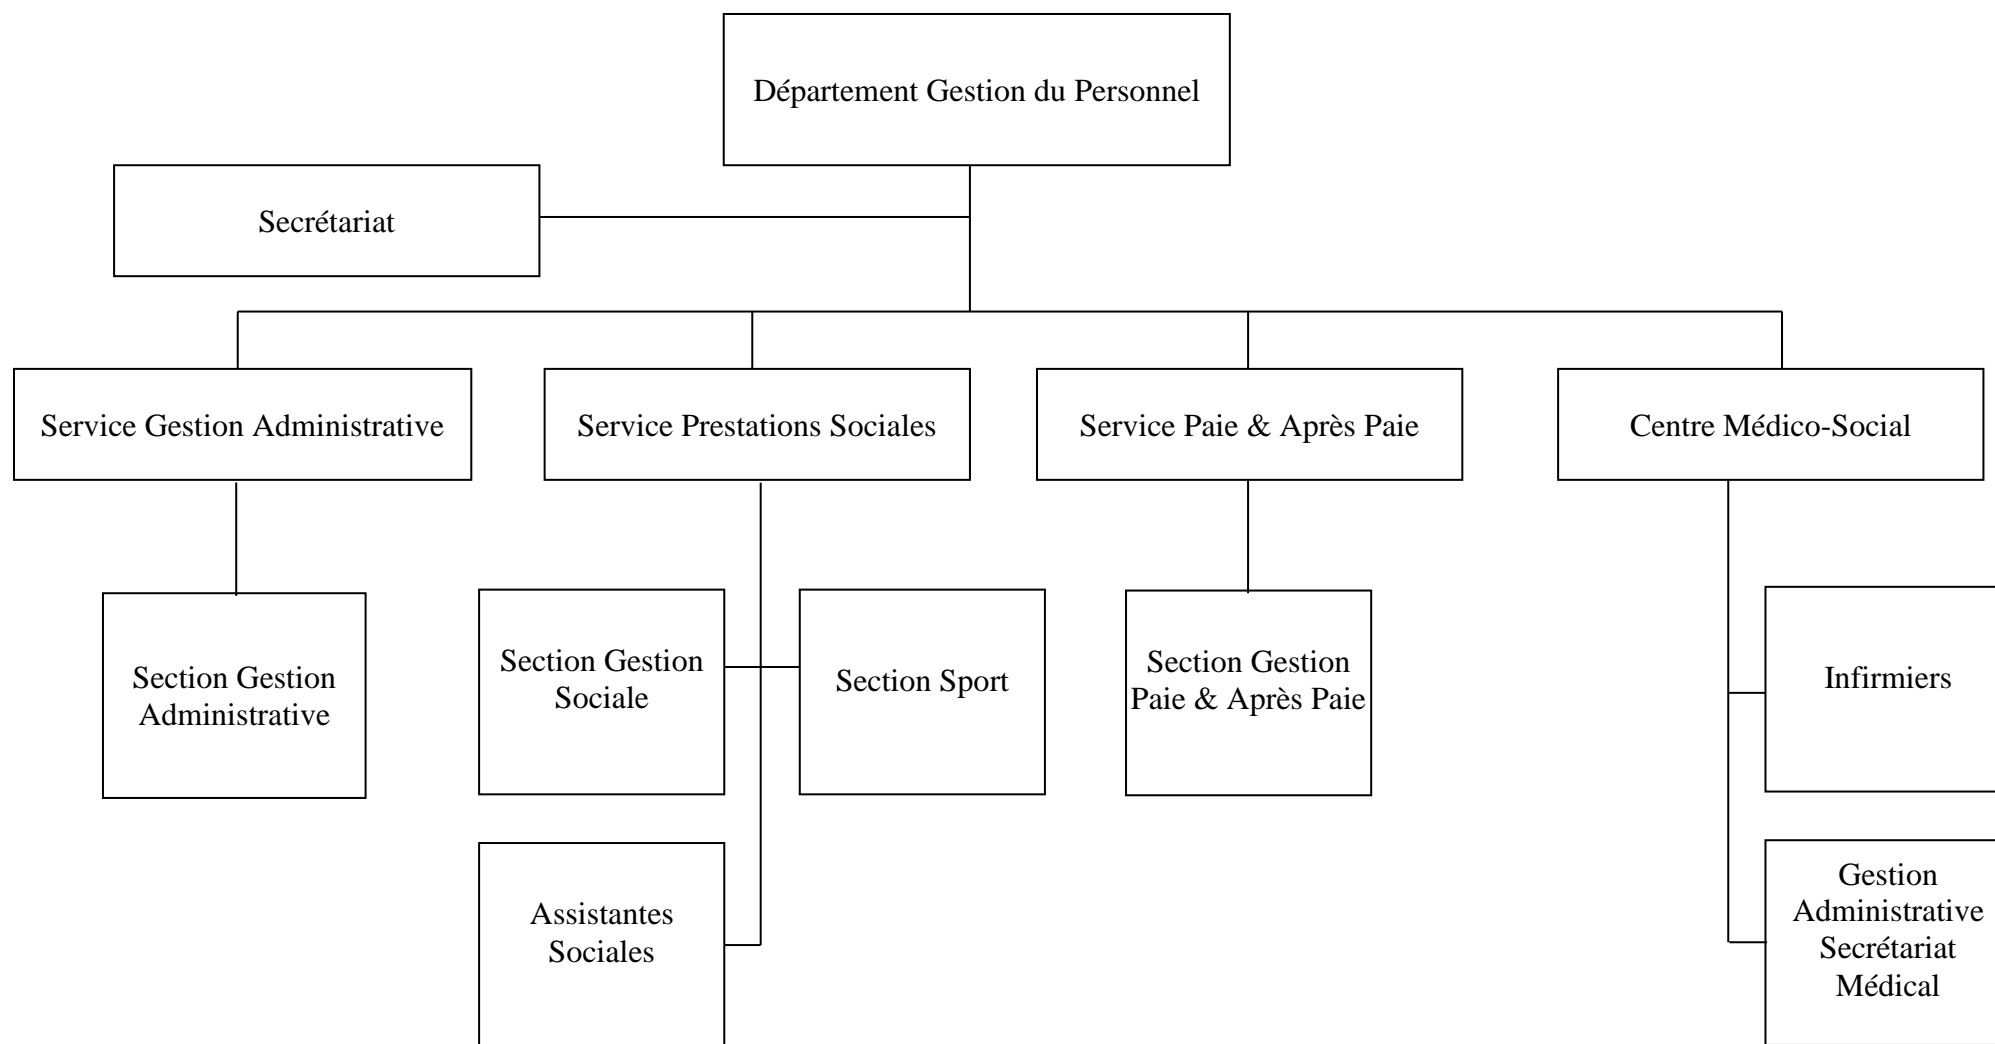 Département Gestion du Personnel
Secrétariat
Service Gestion Administrative
Service Prestations Sociales
Service Paie & Après Paie
Centre Médico-Social
Section Gestion
Administrative
Section Gestion
Sociale
Section Sport
Section Gestion
Paie & Après Paie
Infirmiers
Assistantes
Sociales
Gestion
Administrative
Secrétariat
Médical